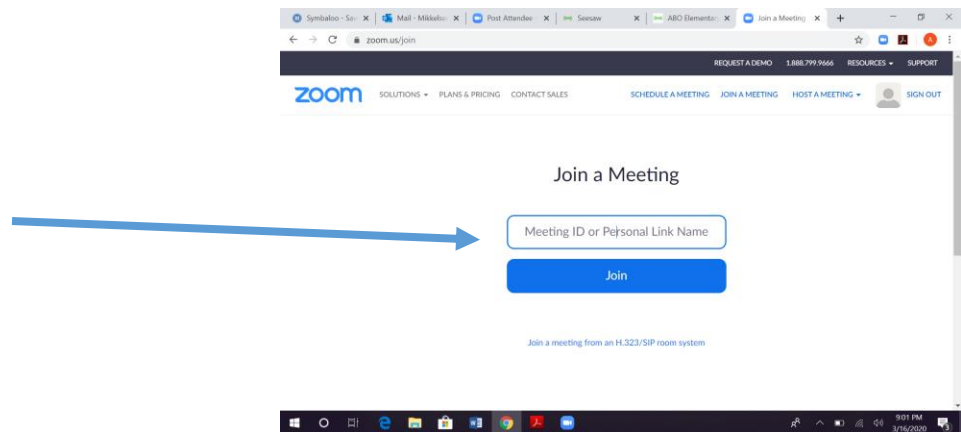 Symbaloo - Sav
Mail - Mikkelso
Post Attendee
Seesaw
ABO Elementar
Join a Meeting
zoom.us/join
REQUEST A DEMO 1.888.799.9666 RESOURCES SUPPORT
zoom SOLUTIONS PLANS & PRICING CONTACT SALES SCHEDULE A MEETING JOIN A MEETING HOST A MEETING SIGN OUT
Join a Meeting
Meeting ID or Personal Link Name
Join
Join a meeting from an H.323/SIP room system
9:01 PM
3/16/2020